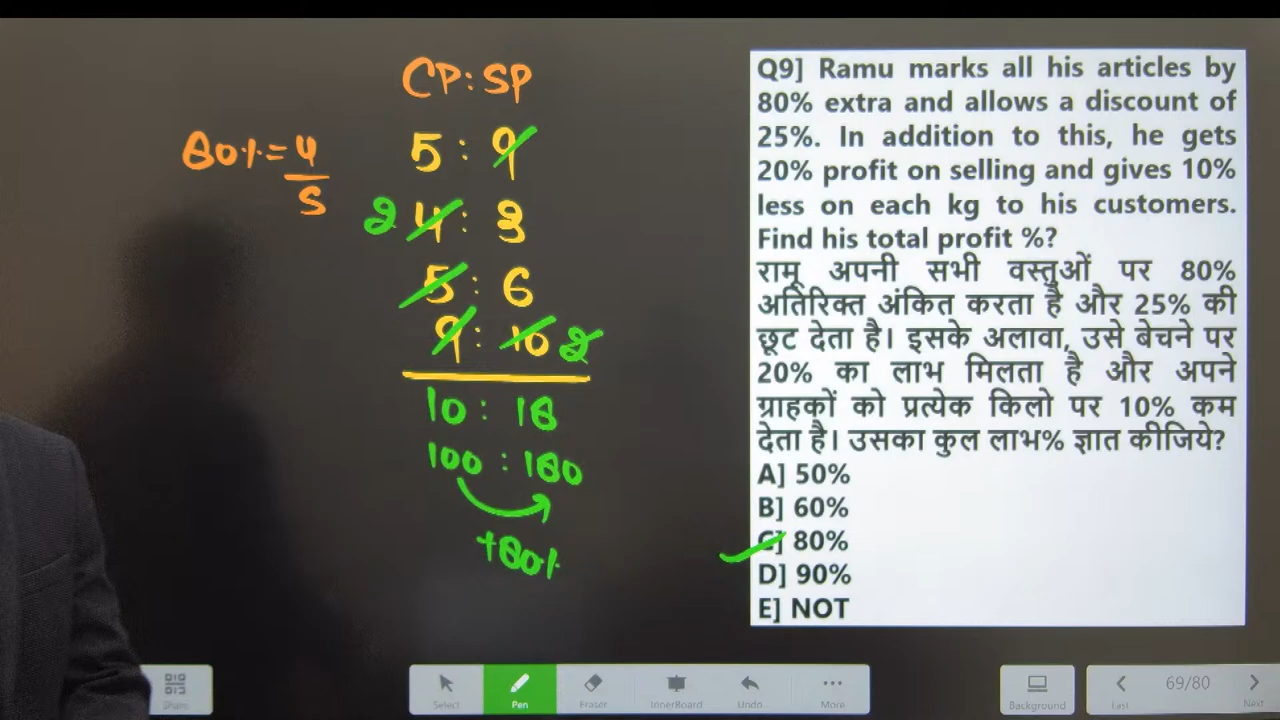 CP:SP
80%=4/5
5:9
2 4:3
5:6
9:10 2
10:18
100:180
+80%
Q9] Ramu marks all his articles by
80% extra and allows a discount of
25%. In addition to this, he gets
20% profit on selling and gives 10%
less on each kg to his customers.
Find his total profit %?
रामू अपनी सभी वस्तुओं पर 80%
अतिरिक्त अंकित करता है और 25% की
छूट देता है। इसके अलावा, उसे बेचने पर
20% का लाभ मिलता है और अपने
ग्राहकों को प्रत्येक किलो पर 10% कम
देता है। उसका कुल लाभ% ज्ञात कीजिये?
A] 50%
B] 60%
C] 80%
D] 90%
E] NOT
Share
Select
Pen
Eraser
InnerBoard
Undo
More
Background
Last
69/80
Next